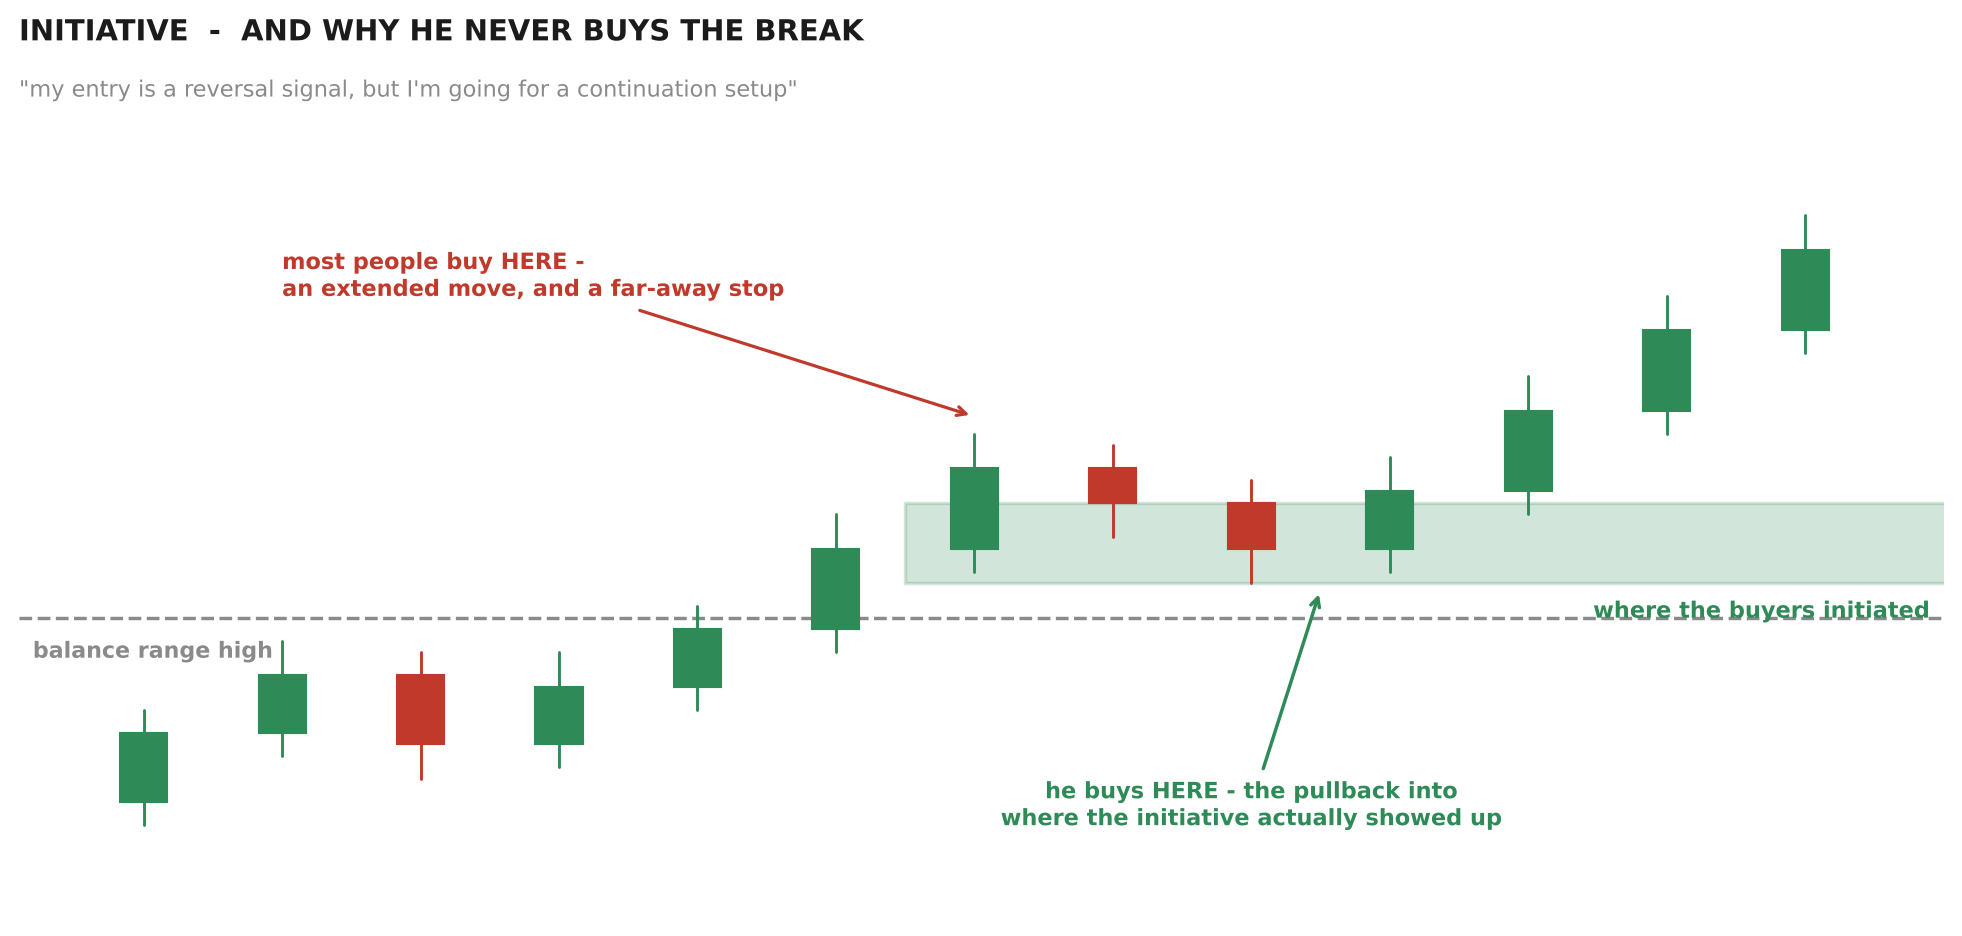 INITIATIVE - AND WHY HE NEVER BUYS THE BREAK
"my entry is a reversal signal, but I'm going for a continuation setup"
most people buy HERE -
an extended move, and a far-away stop
where the buyers initiated
balance range high
he buys HERE - the pullback into
where the initiative actually showed up